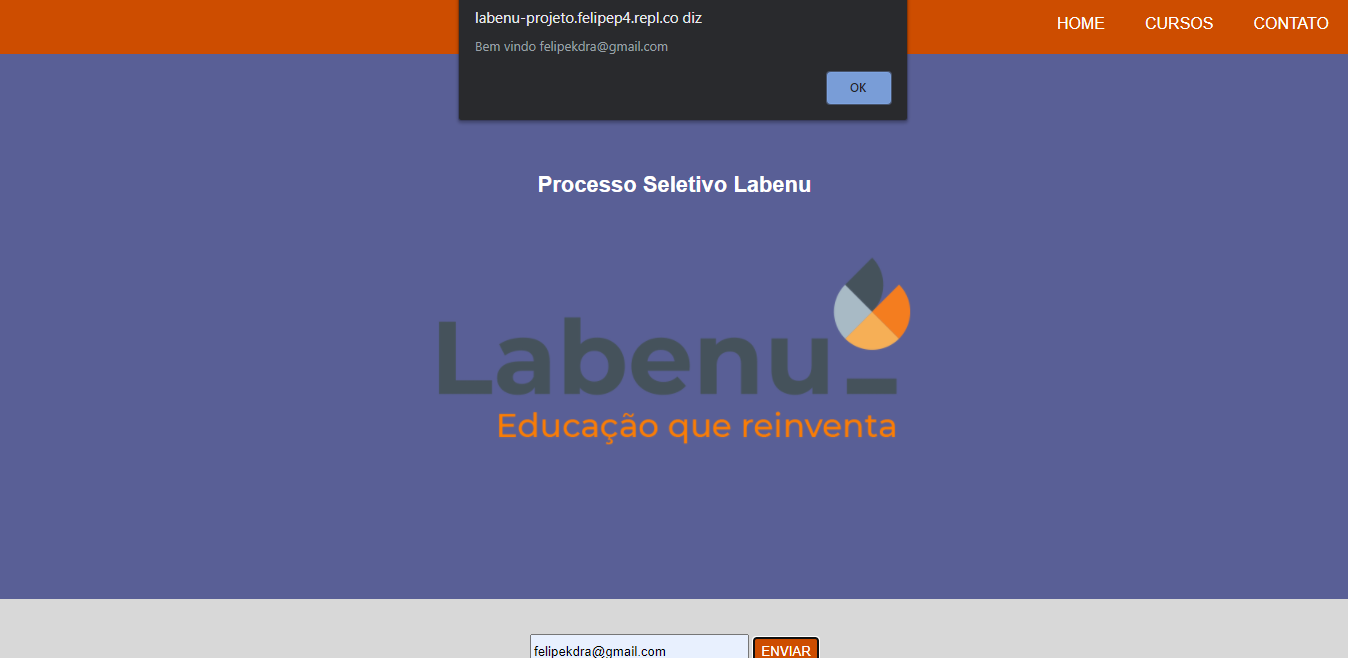 labenu-projeto.felipep4.repl.co diz
Bem vindo felipekdra@gmail.com
OK
HOME CURSOS CONTATO
Processo Seletivo Labenu
Labenu_
Educação que reinventa
felipekdra@gmail.com ENVIAR